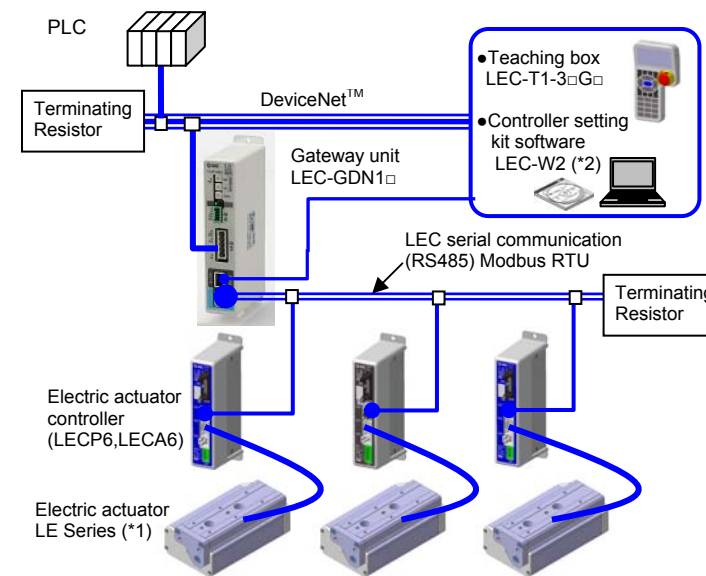 PLC
●Teaching box
LEC-T1-3□G□
DeviceNet™
Terminating
Resistor
●Controller setting
kit software
LEC-W2 (*2)
Gateway unit
LEC-GDN1□
LEC serial communication
(RS485) Modbus RTU
Terminating
Resistor
Electric actuator
controller
(LECP6,LECA6)
Electric actuator
LE Series (*1)